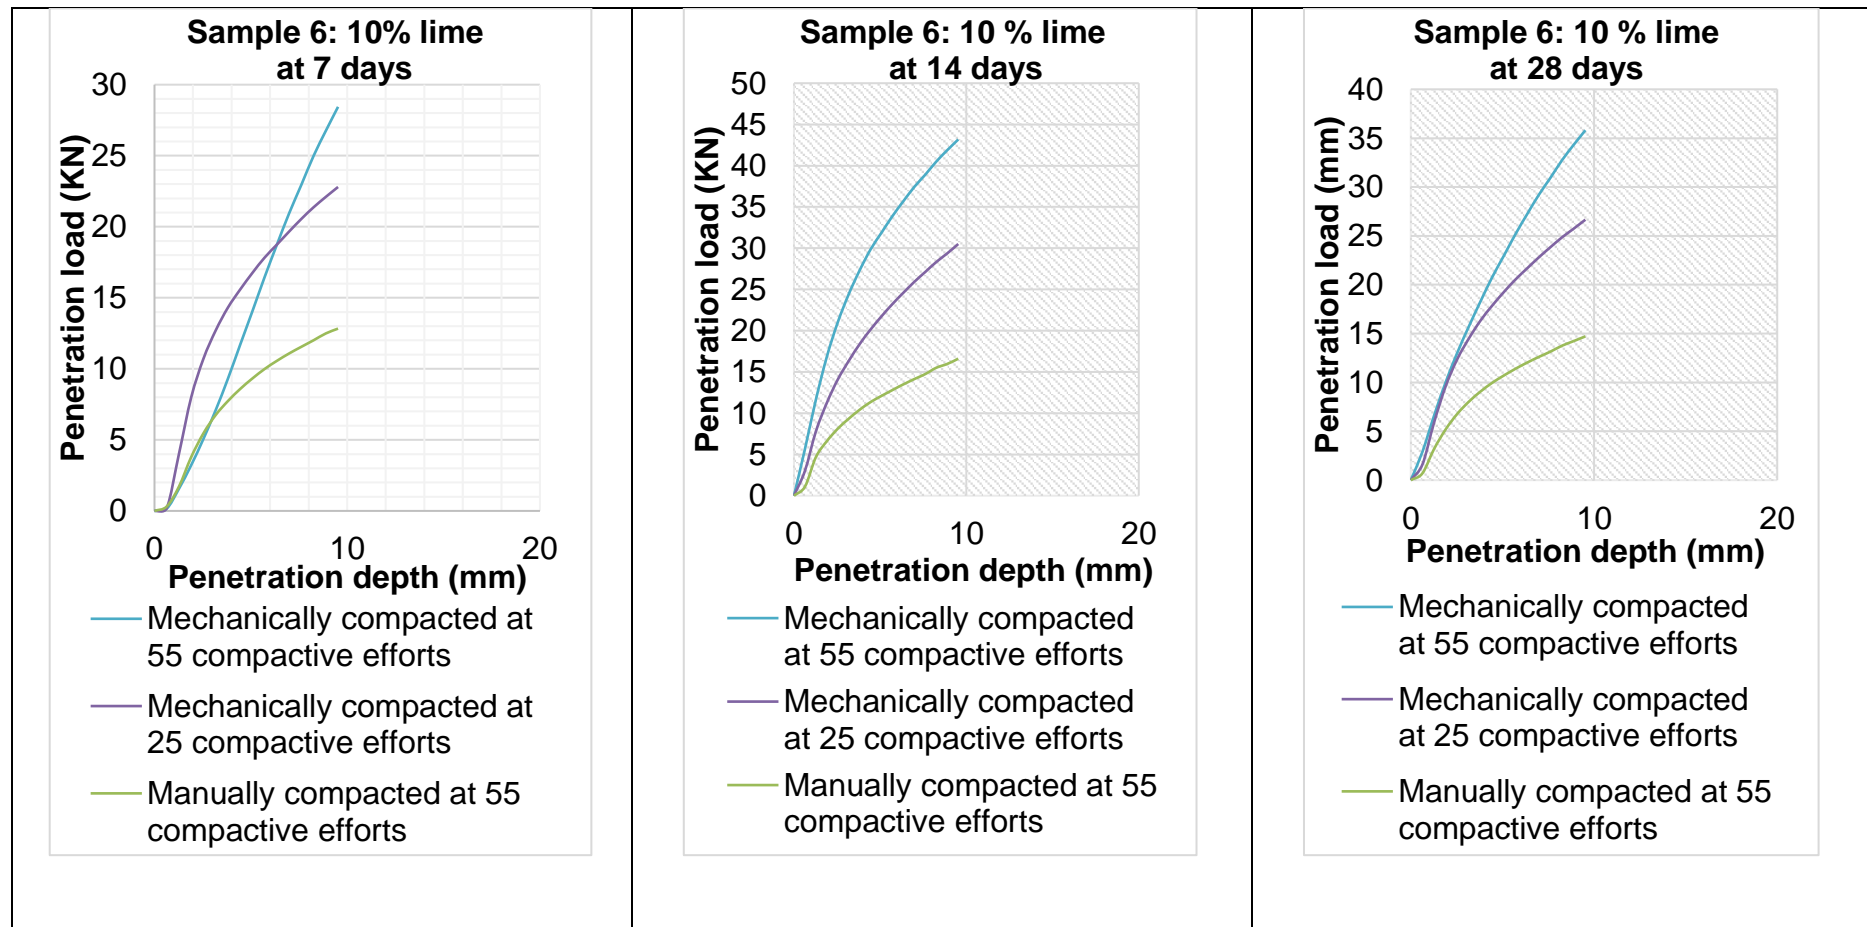 Sample 6: 10% lime
at 7 days
30
25
20
15
10
5
0
0 10 20
Penetration load (KN)
Penetration depth (mm)
Mechanically compacted at
55 compactive efforts
Mechanically compacted at
25 compactive efforts
Manually compacted at 55
compactive efforts
Sample 6: 10 % lime
at 14 days
50
45
40
35
30
25
20
15
10
5
0
0 10 20
Penetration load (KN)
Penetration depth (mm)
Mechanically compacted
at 55 compactive efforts
Mechanically compacted
at 25 compactive efforts
Manually compacted at 55
compactive efforts
Sample 6: 10 % lime
at 28 days
40
35
30
25
20
15
10
5
0
0 10 20
Penetration load (mm)
Penetration depth (mm)
Mechanically compacted
at 55 compactive efforts
Mechanically compacted
at 25 compactive efforts
Manually compacted at 55
compactive efforts